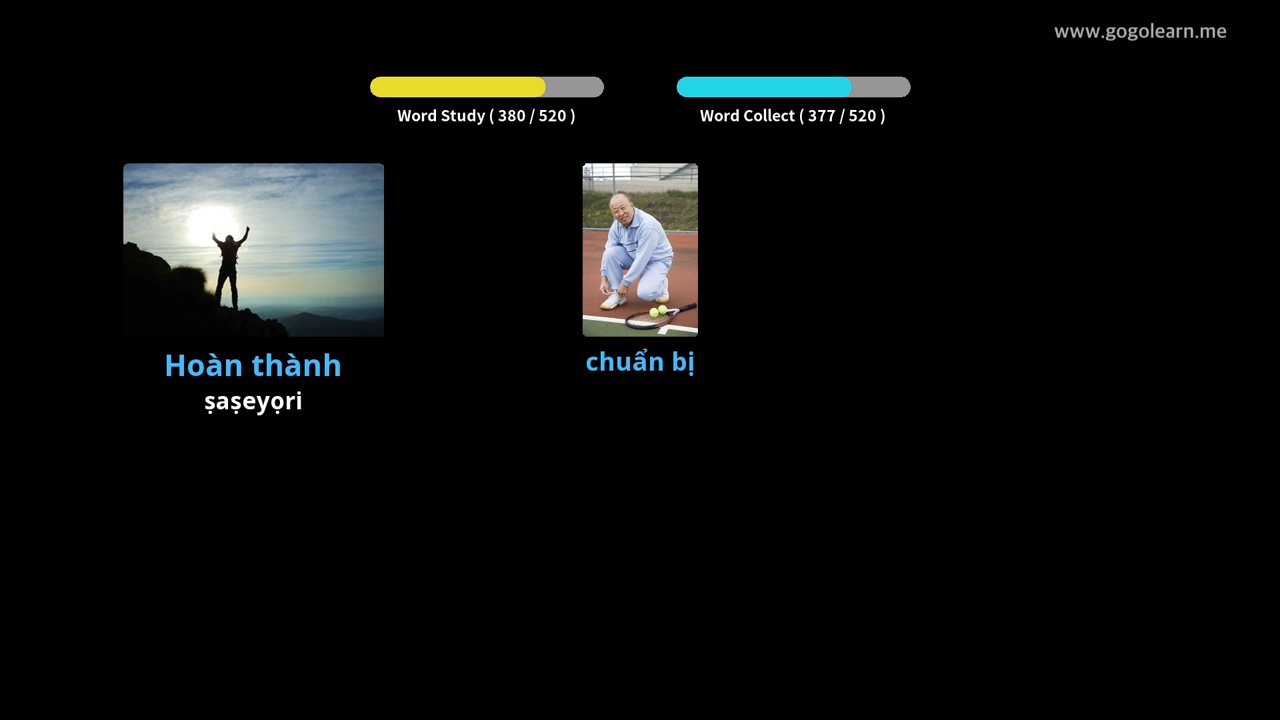 www.gogolearn.me
Word Study ( 380 / 520 )
Word Collect ( 377 / 520 )
Hoàn thành
ṣaṣeyọri
chuẩn bị